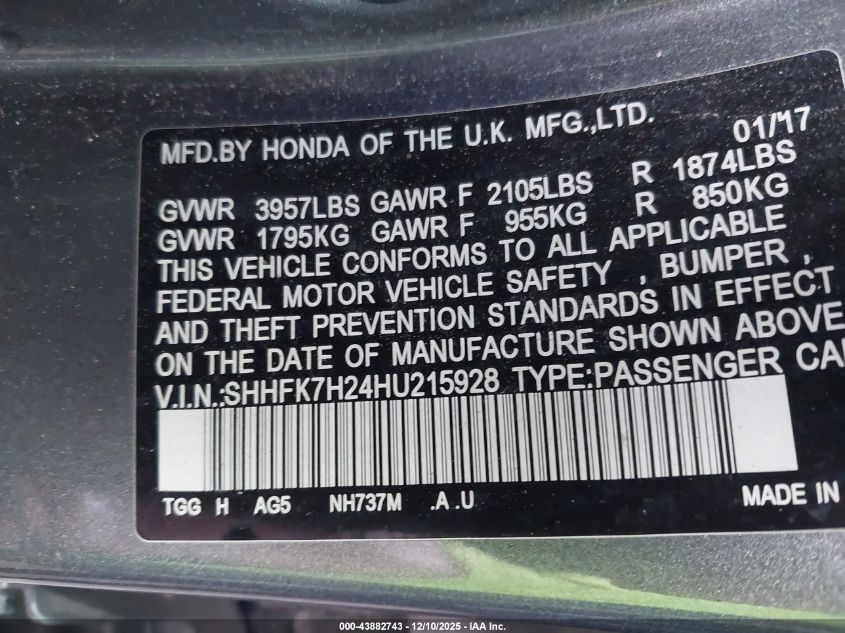 MFD.BY HONDA OF THE U.K. MFG.,LTD. 01/17
GVWR 3957LBS GAWR F 2105LBS R 1874LBS
GVWR 1795KG GAWR F 955KG R 850KG
THIS VEHICLE CONFORMS TO ALL APPLICABLE
FEDERAL MOTOR VEHICLE SAFETY , BUMPER ,
AND THEFT PREVENTION STANDARDS IN EFFECT
ON THE DATE OF MANUFACTURE SHOWN ABOVE
V.I.N.:SHHFK7H24HU215928 TYPE:PASSENGER CA
TGG H AG5 NH737M .A .U MADE IN
000-43882743 - 12/10/2025 - IAA Inc.